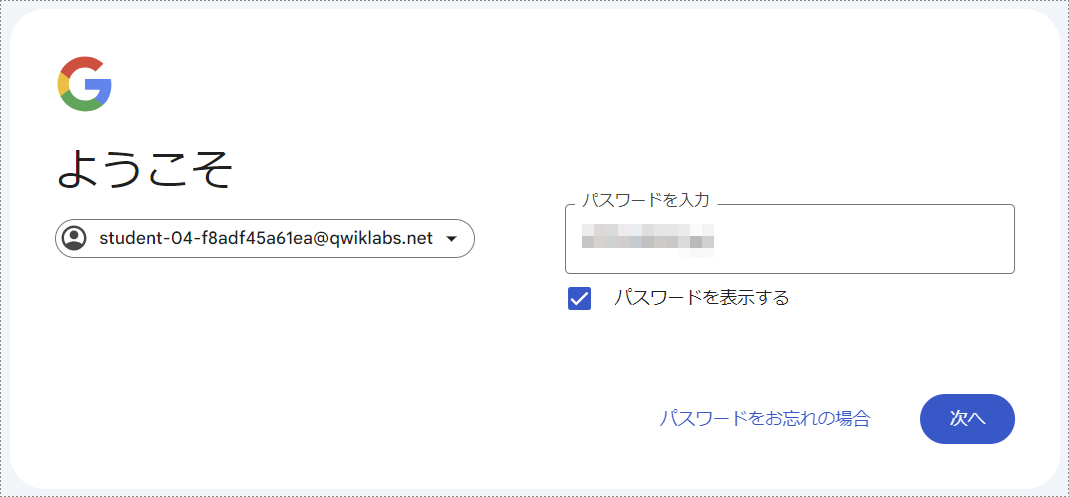 ようこそ
student-04-f8adf45a61ea@qwiklabs.net
パスワードを入力
パスワードを表示する
パスワードをお忘れの場合
次へ